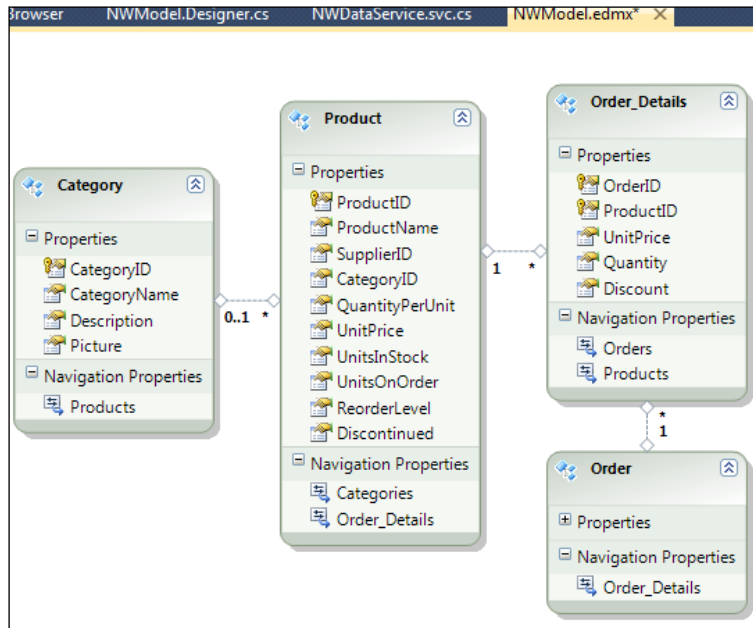 Browser NWModel.Designer.cs NWDataService.svc.cs NWModel.edmx*
Category
Properties
CategoryID
CategoryName
Description
Picture
Navigation Properties
Products
0..1 *
Product
Properties
ProductID
ProductName
SupplierID
CategoryID
QuantityPerUnit
UnitPrice
UnitsInStock
UnitsOnOrder
ReorderLevel
Discontinued
Navigation Properties
Categories
Order_Details
1 *
Order_Details
Properties
OrderID
ProductID
UnitPrice
Quantity
Discount
Navigation Properties
Orders
Products
*
1
Order
Properties
Navigation Properties
Order_Details